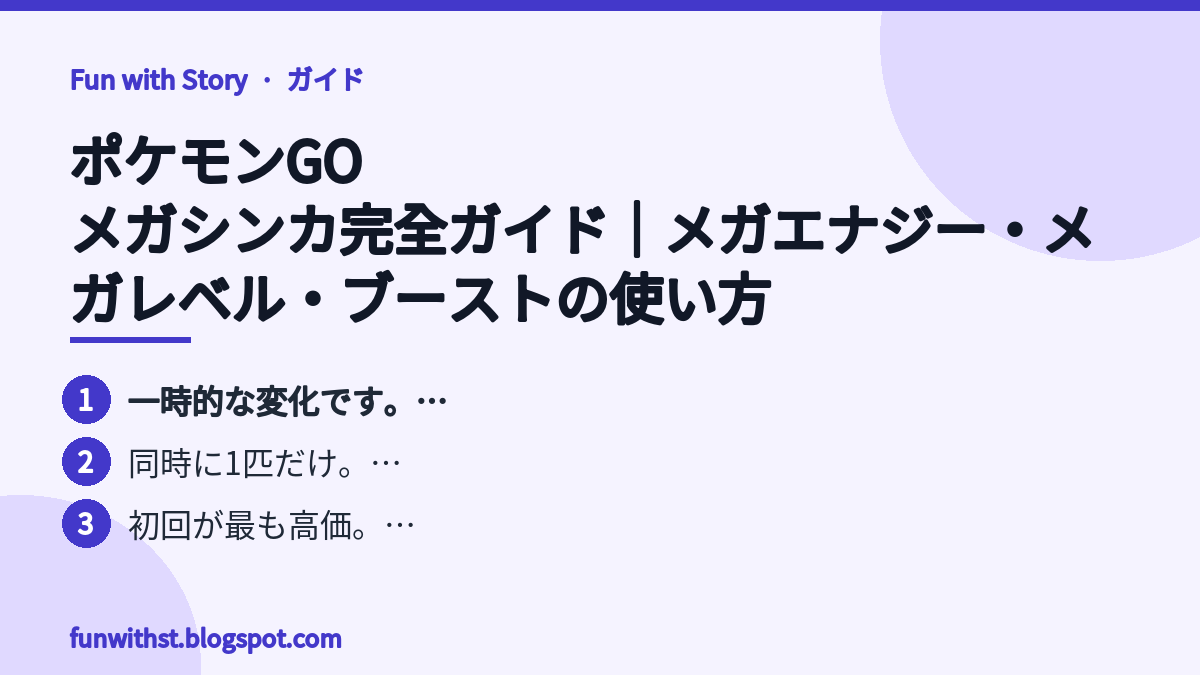 Fun with Story · ガイド
ポケモンGO
メガシンカ完全ガイド｜メガエナジー・メ
ガレベル・ブーストの使い方
1 一時的な変化です。…
2 同時に1匹だけ。…
3 初回が最も高価。…
funwithst.blogspot.com